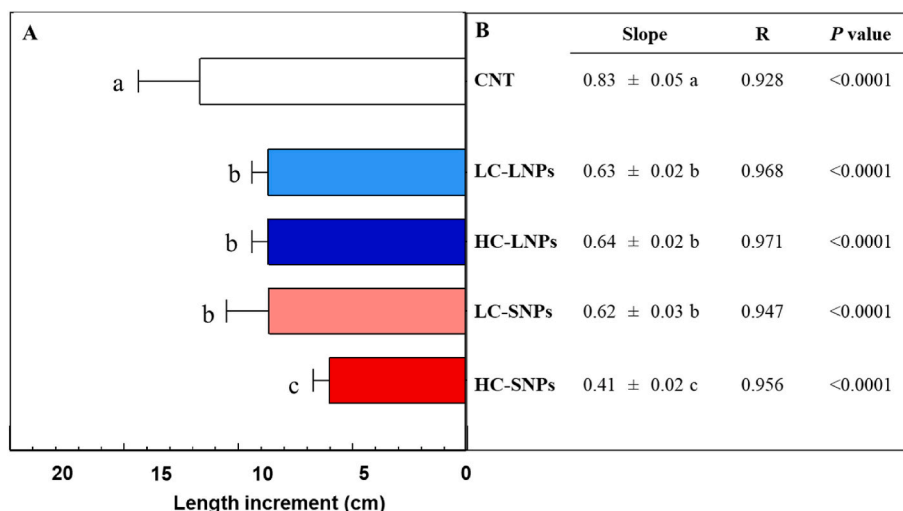 A
B Slope R P value
a CNT 0.83 ± 0.05 a 0.928 <0.0001
b LC-LNPs 0.63 ± 0.02 b 0.968 <0.0001
b HC-LNPs 0.64 ± 0.02 b 0.971 <0.0001
b LC-SNPs 0.62 ± 0.03 b 0.947 <0.0001
c HC-SNPs 0.41 ± 0.02 c 0.956 <0.0001
20 15 10 5 0
Length increment (cm)